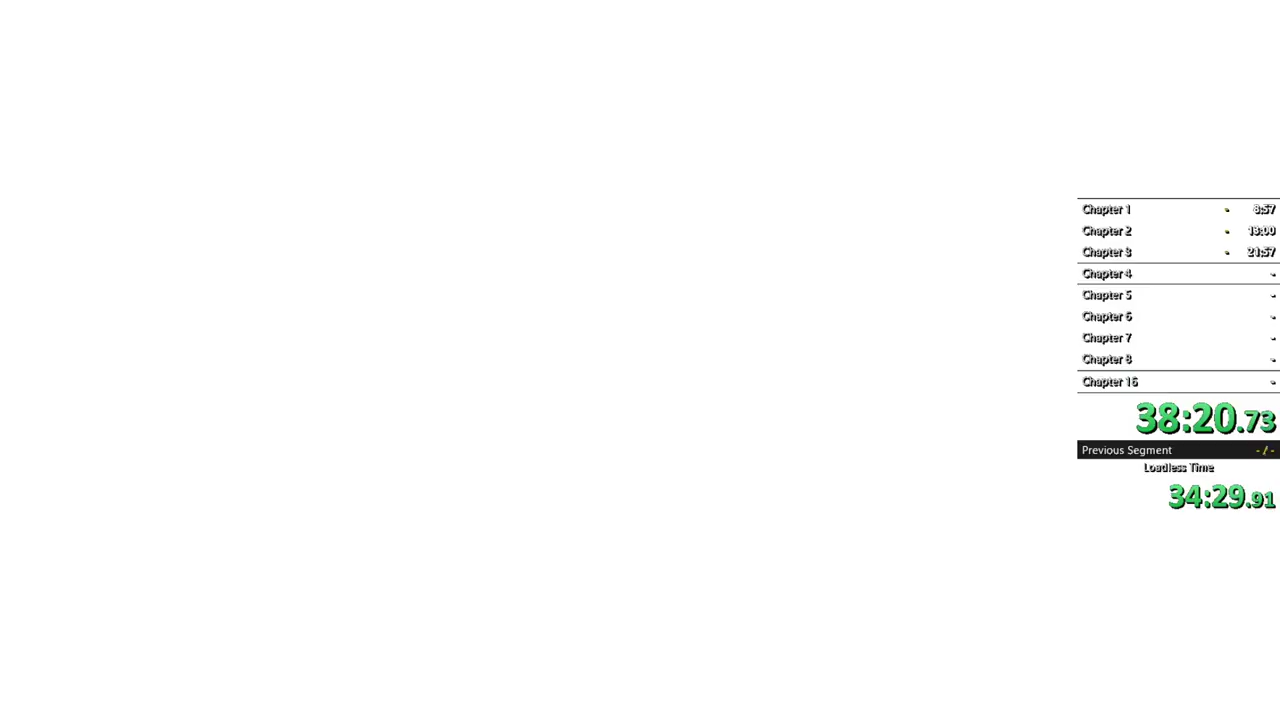 Chapter 1 - 8:57
Chapter 2 - 13:00
Chapter 3 - 21:57
Chapter 4 -
Chapter 5 -
Chapter 6 -
Chapter 7 -
Chapter 8 -
Chapter 16 -
38:20.73
Previous Segment - / -
Loadless Time
34:29.91